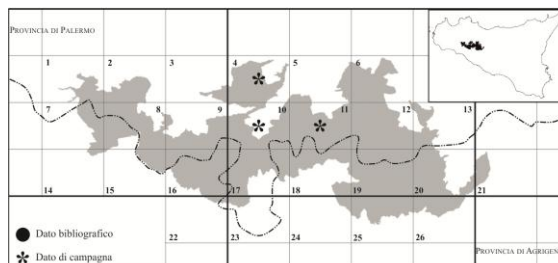 PROVINCIA DI PALERMO
1 2 3 4 5 6
7 8 9 10 11 12 13
14 15 16 17 18 19 20 21
Dato bibliografico
Dato di campagna
22 23 24 25 26
PROVINCIA DI AGRIGEN